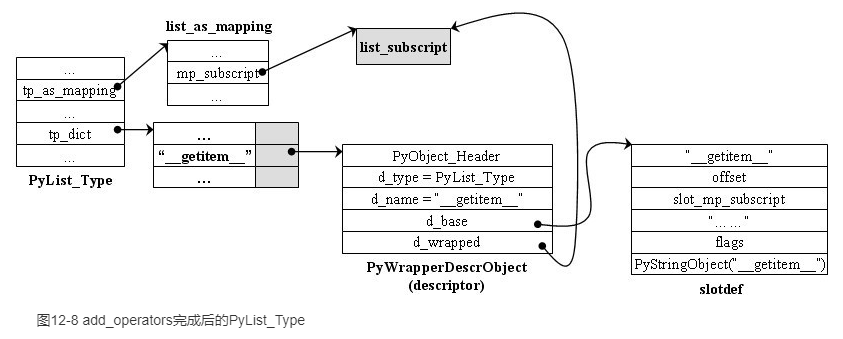 list_as_mapping
...
mp_subscript
...
list_subscript
...
tp_as_mapping
...
tp_dict
...
PyList_Type
...
“__getitem__”
...
PyObject_Header
d_type = PyList_Type
d_name = "__getitem__"
d_base
d_wrapped
PyWrapperDescrObject
(descriptor)
"__getitem__"
offset
slot_mp_subscript
"... ..."
flags
PyStringObject("__getitem__")
slotdef
图12-8 add_operators完成后的PyList_Type